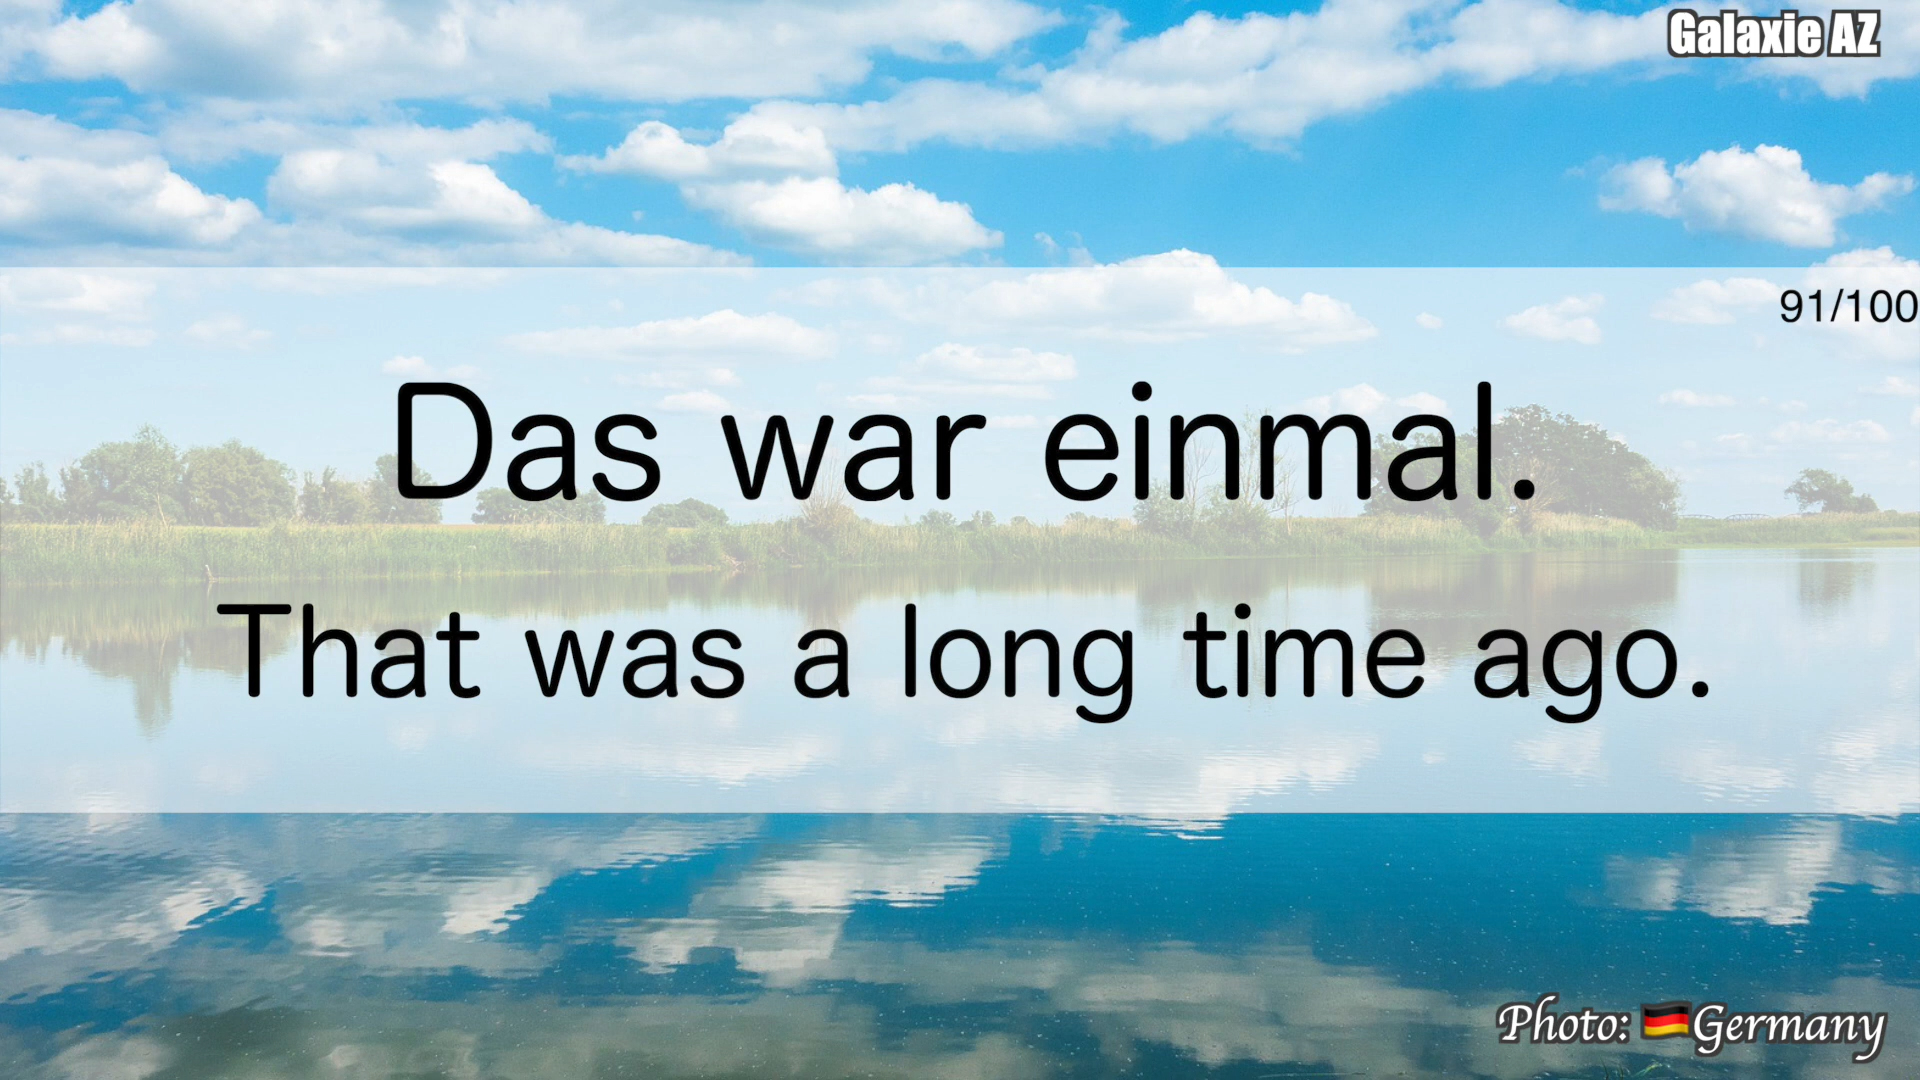 Galaxie AZ
91/100
Das war einmal.
That was a long time ago.
Photo: 🇩🇪Germany